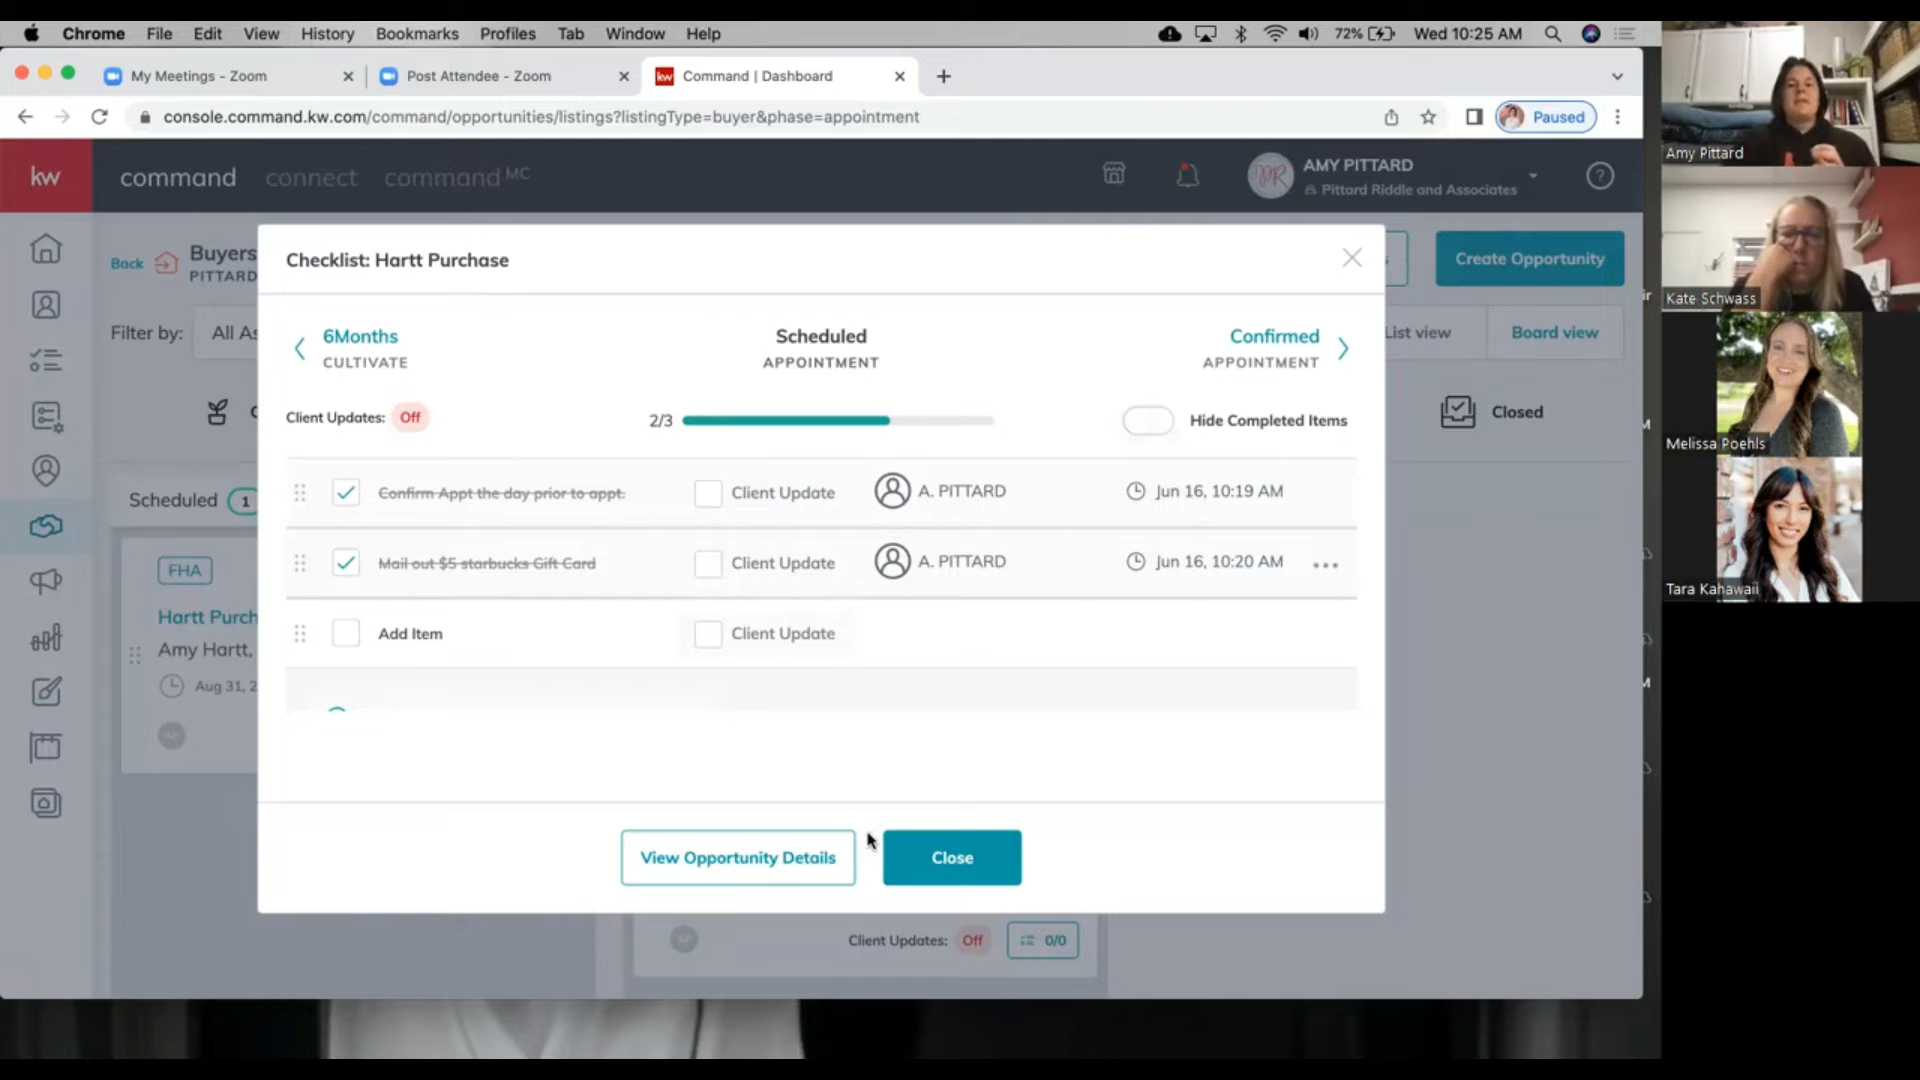 Chrome File Edit View History Bookmarks Profiles Tab Window Help 72% Wed 10:25 AM
My Meetings - Zoom Post Attendee - Zoom kw Command | Dashboard
console.command.kw.com/command/opportunities/listings?listingType=buyer&phase=appointment Paused
kw command connect command MC AMY PITTARD
Pittard Riddle and Associates
Back Buyers
PITTARD
Create Opportunity
Filter by: All As
List view Board view
Closed
Scheduled 1
FHA
Hartt Purch
Amy Hartt,
Aug 31, 2
Checklist: Hartt Purchase
6Months Scheduled Confirmed
CULTIVATE APPOINTMENT APPOINTMENT
Client Updates: Off 2/3 Hide Completed Items
Confirm Appt the day prior to appt. Client Update A. PITTARD Jun 16, 10:19 AM
Mail out $5 starbucks Gift Card Client Update A. PITTARD Jun 16, 10:20 AM
Add Item Client Update
View Opportunity Details Close
Client Updates: Off 0/0
Amy Pittard
Kate Schwass
Melissa Poehls
Tara Kahawaii